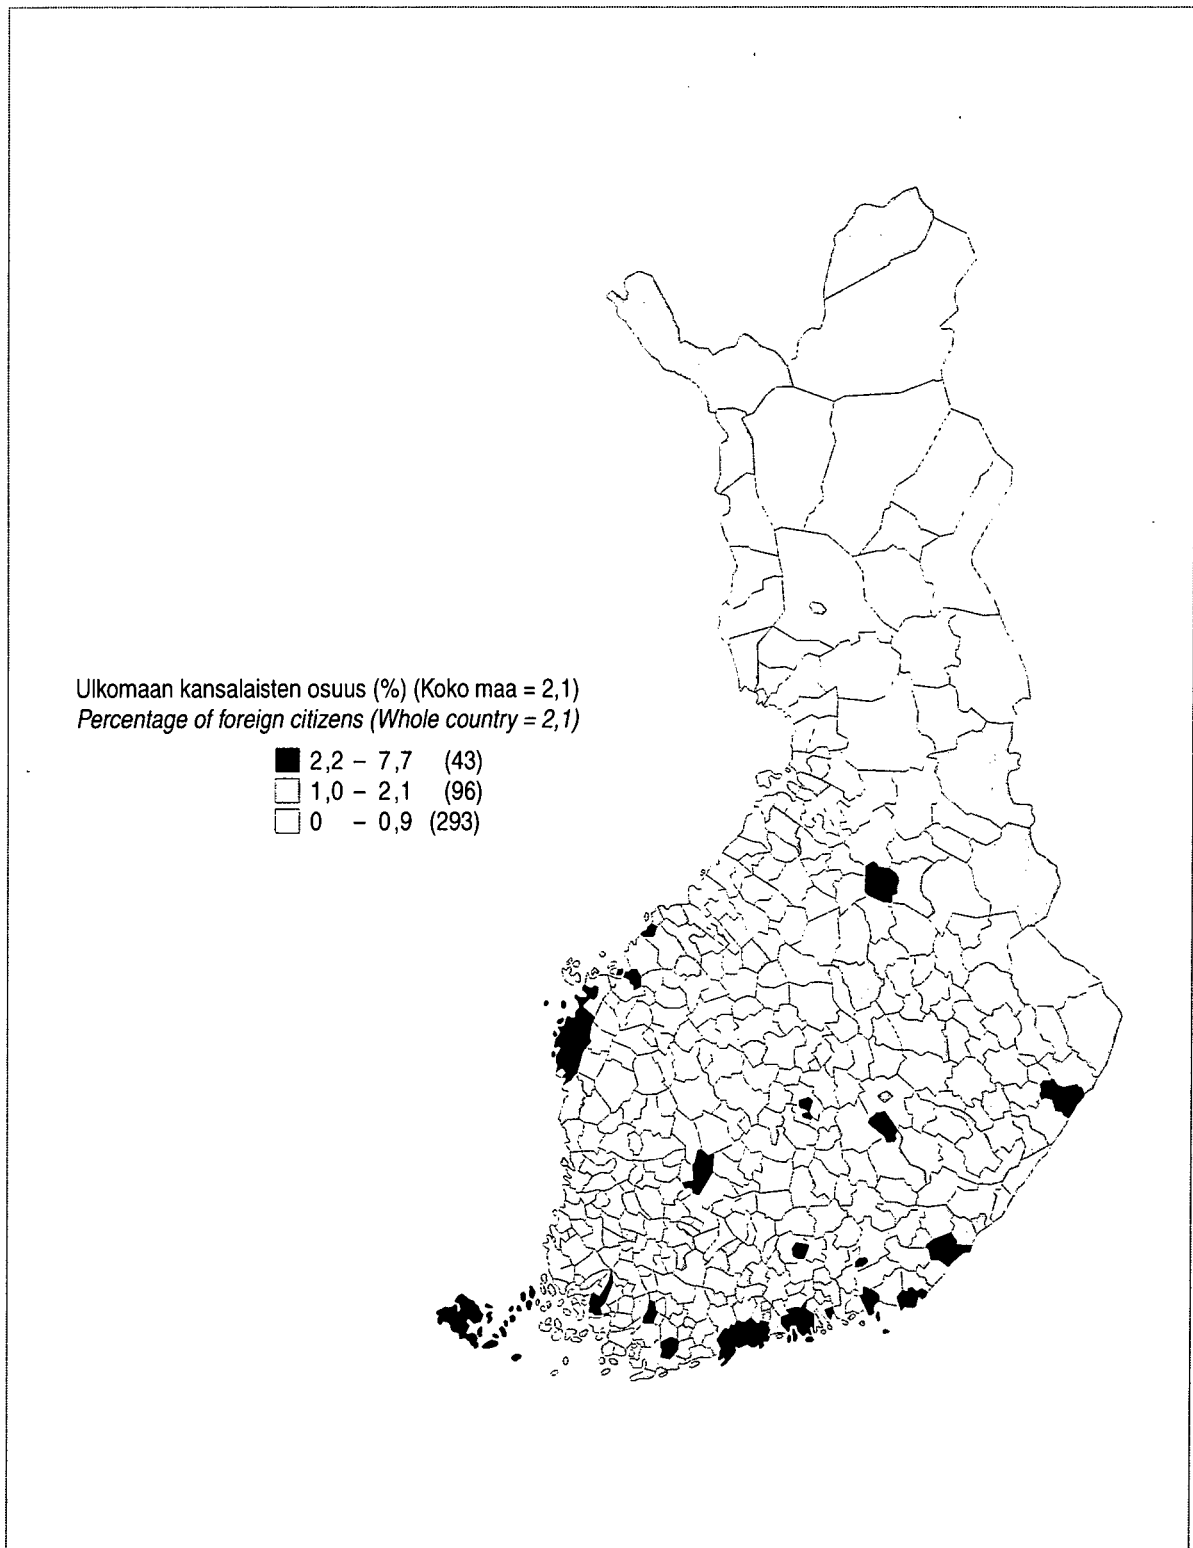 Ulkomaan kansalaisten osuus (%) (Koko maa = 2,1)
Percentage of foreign citizens (Whole country = 2,1)
2,2 – 7,7 (43)
1,0 – 2,1 (96)
0 – 0,9 (293)